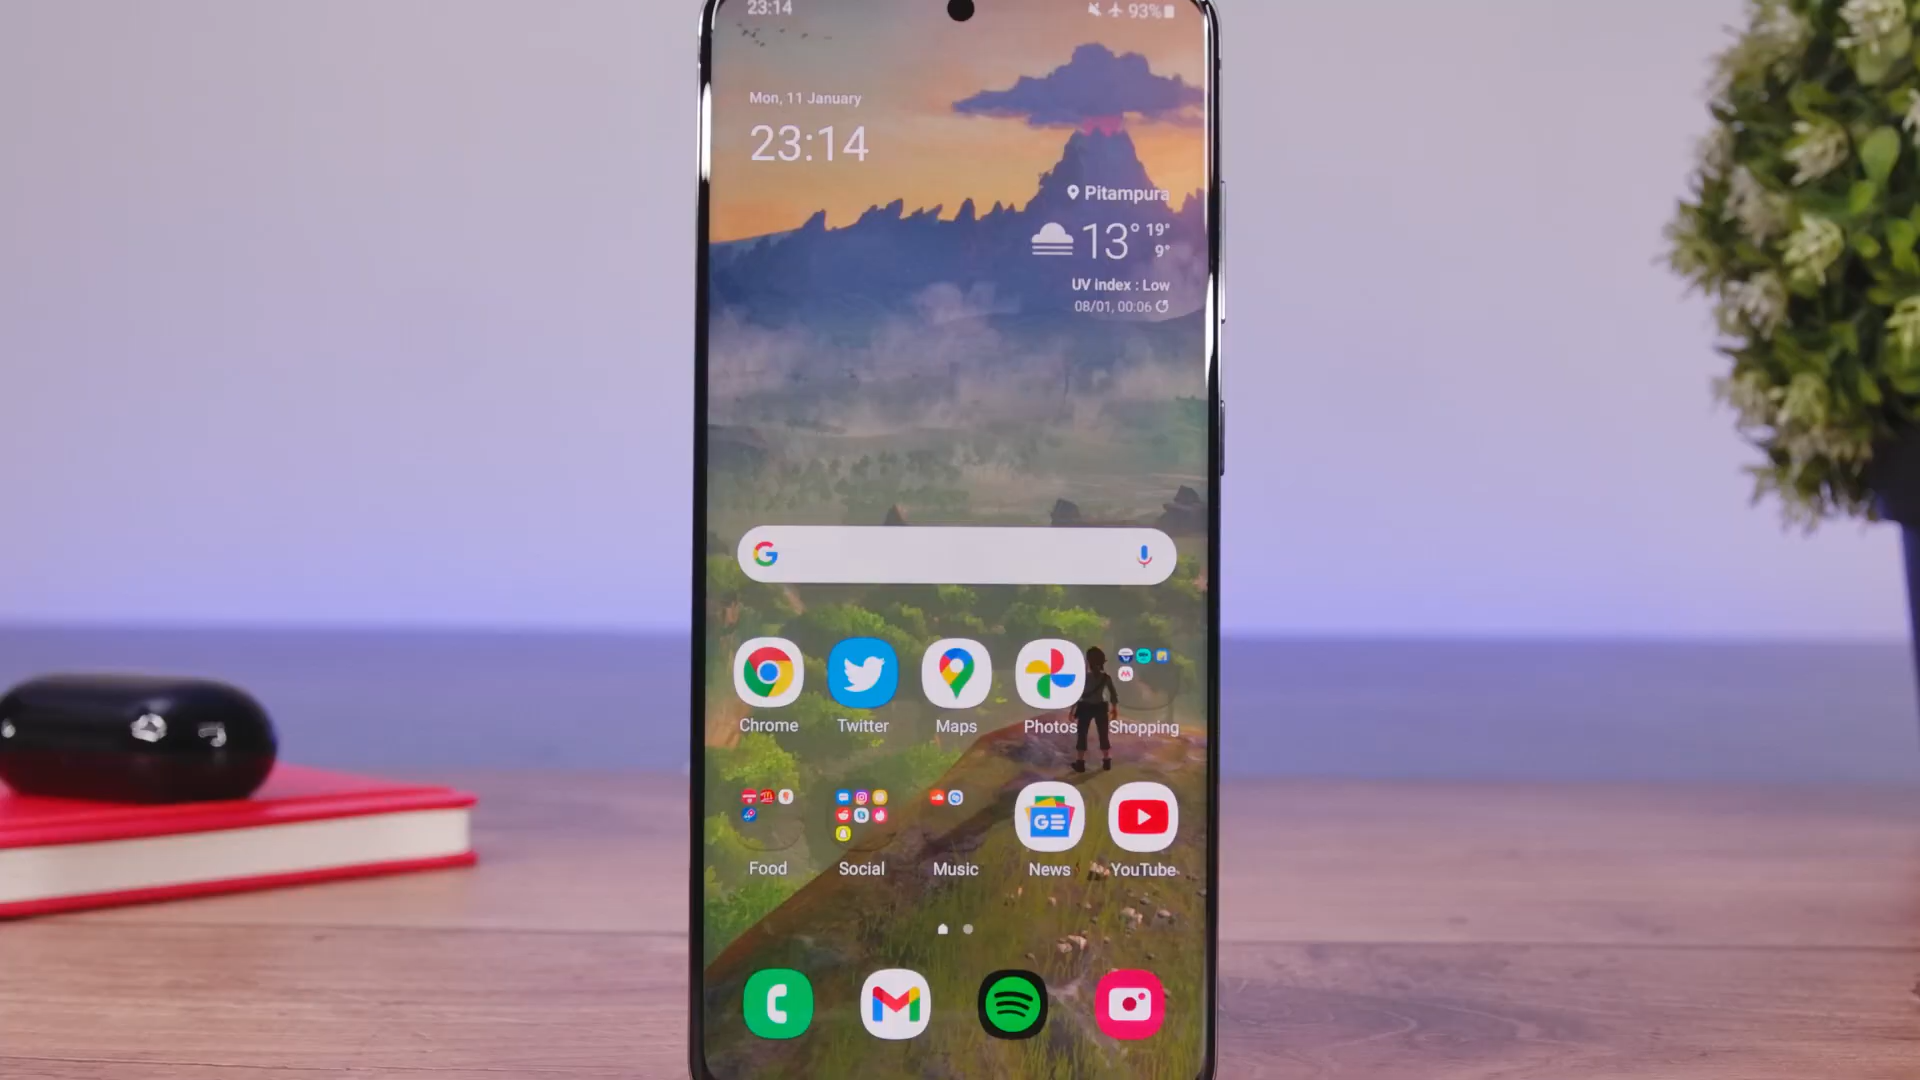 23:14
93%
Mon, 11 January
23:14
Pitampura
13° 19°
9°
UV index : Low
08/01, 00:06
Chrome
Twitter
Maps
Photos
Shopping
Food
Social
Music
News
YouTube